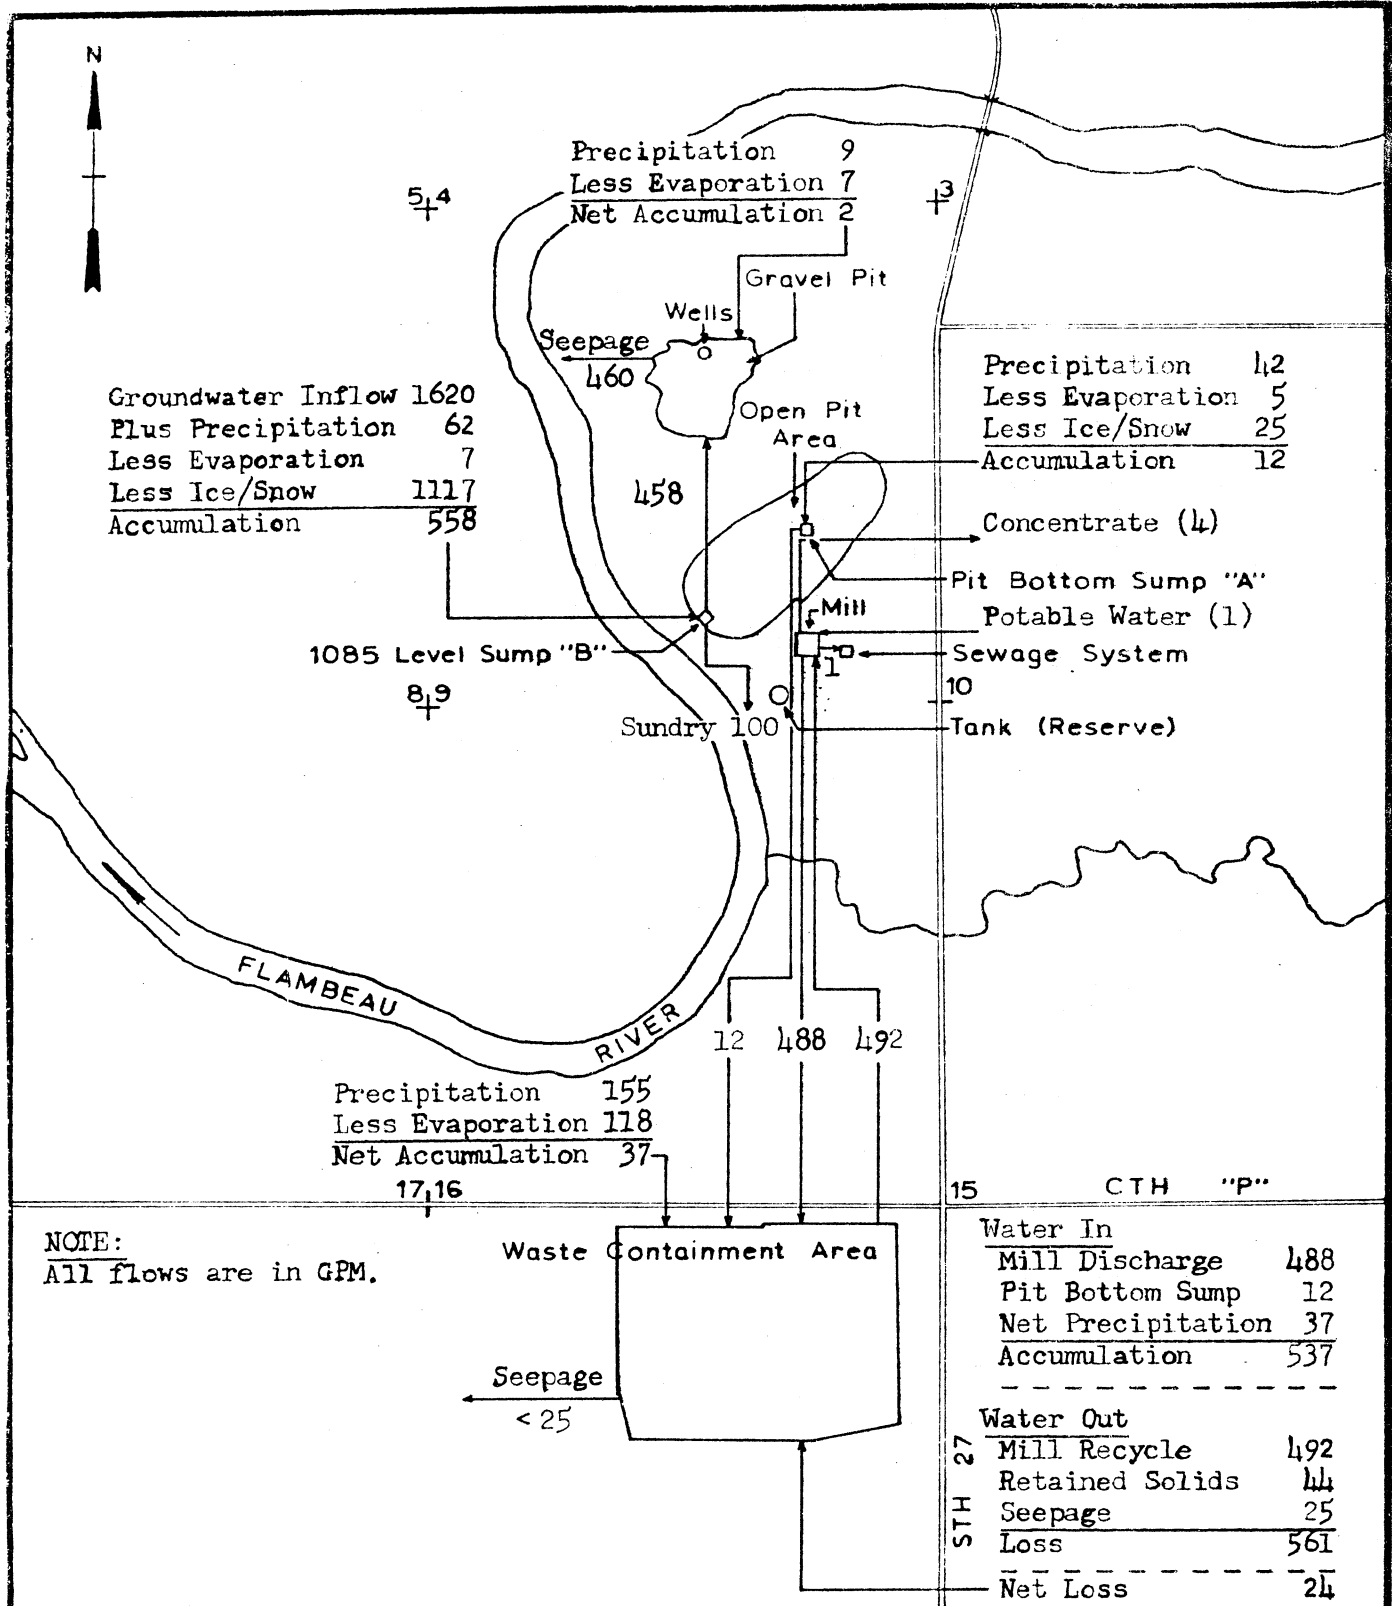 N
Precipitation 9
Less Evaporation 7
Net Accumulation 2
5 4
3
Gravel Pit
Wells
Seepage
460
Groundwater Inflow 1620
Plus Precipitation 62
Less Evaporation 7
Less Ice/Snow 1117
Accumulation 558
Precipitation 42
Less Evaporation 5
Less Ice/Snow 25
Accumulation 12
Open Pit
Area
458
Concentrate (4)
Pit Bottom Sump "A"
Mill
Potable Water (1)
1085 Level Sump "B"
Sewage System
1
8 9
10
Sundry 100
Tank (Reserve)
FLAMBEAU
RIVER
12 488 492
Precipitation 155
Less Evaporation 118
Net Accumulation 37
17 16
15
CTH "P"
NOTE:
All flows are in GPM.
Waste Containment Area
Seepage
< 25
Water In
Mill Discharge 488
Pit Bottom Sump 12
Net Precipitation 37
Accumulation 537
Water Out
Mill Recycle 492
Retained Solids 44
Seepage 25
Loss 561
Net Loss 24
STH 27